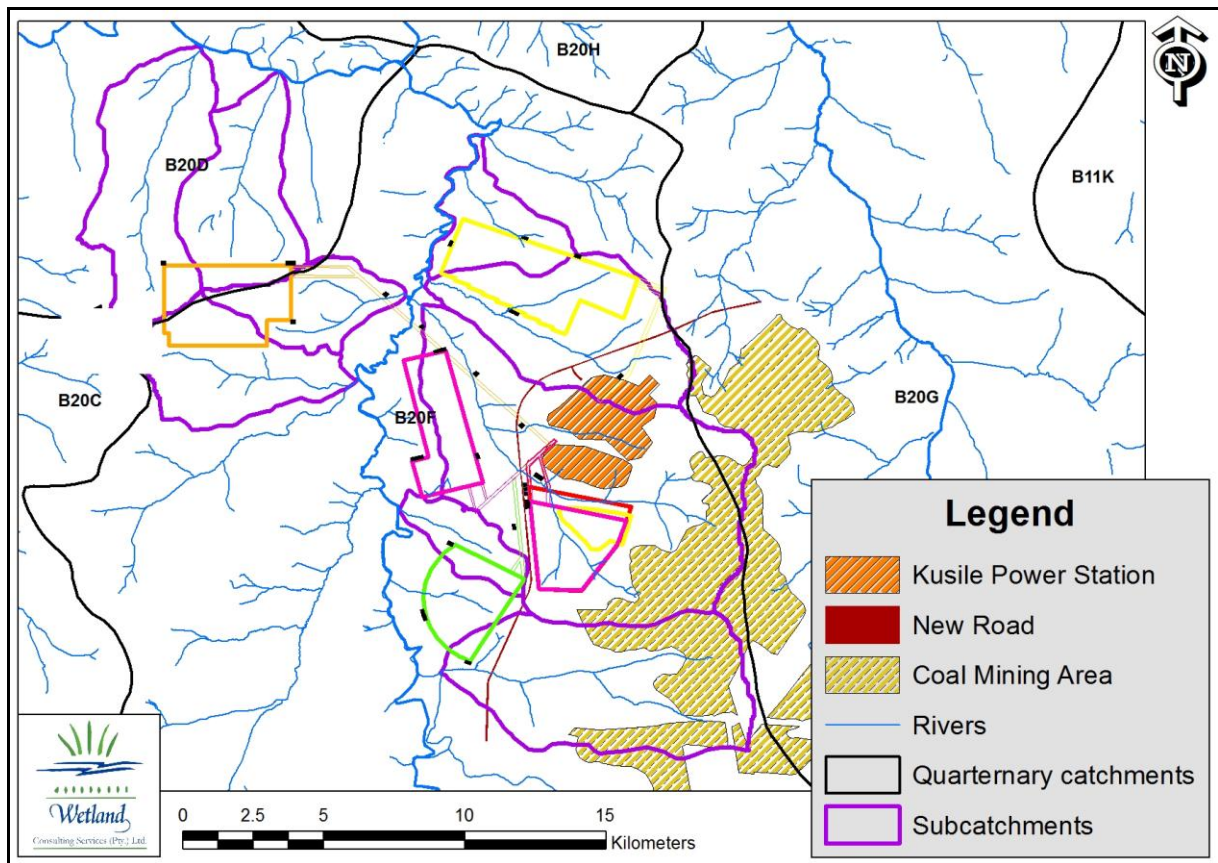 B20H
N
B20D
B11K
B20C
B20F
B20G
Legend
Kusile Power Station
New Road
Coal Mining Area
Rivers
Quarternary catchments
Subcatchments
Wetland
Consulting Services (Pty.) Ltd.
0 2.5 5 10 15
Kilometers